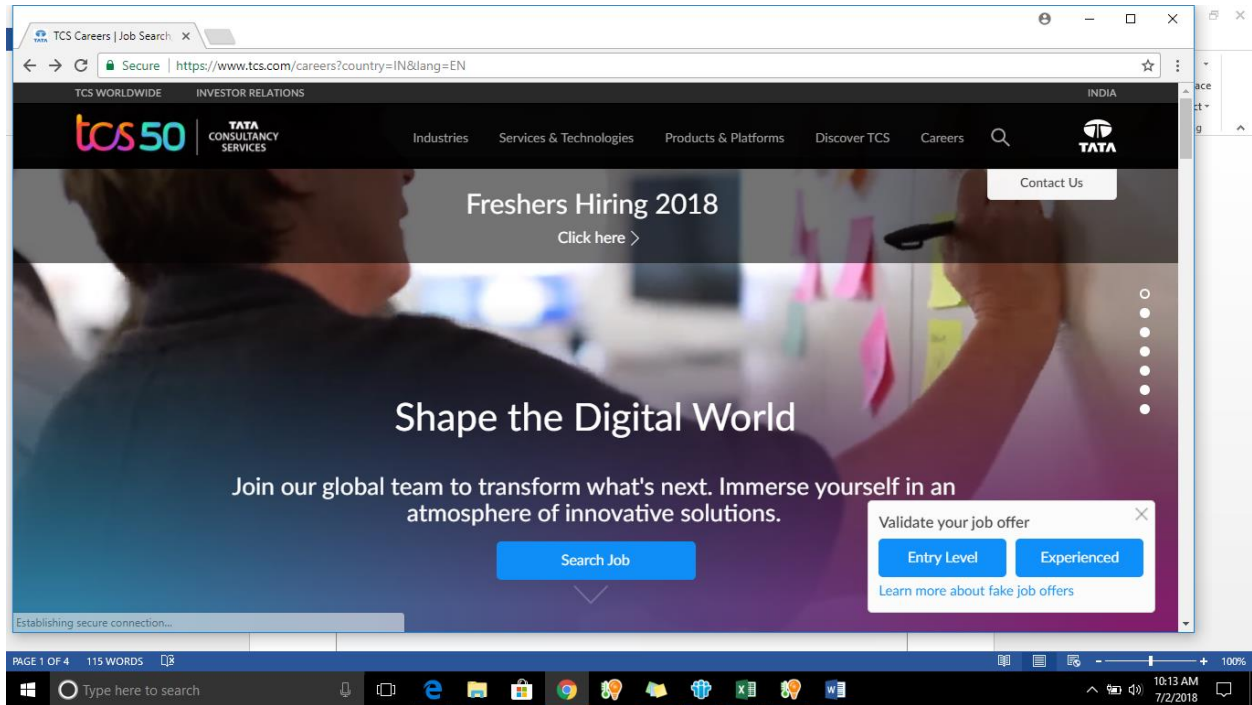 TCS Careers | Job Search
Secure | https://www.tcs.com/careers?country=IN&lang=EN
TCS WORLDWIDE INVESTOR RELATIONS INDIA
tcs 50 TATA
CONSULTANCY
SERVICES
Industries Services & Technologies Products & Platforms Discover TCS Careers
TATA
Contact Us
Freshers Hiring 2018
Click here >
Shape the Digital World
Join our global team to transform what's next. Immerse yourself in an
atmosphere of innovative solutions.
Search Job
Validate your job offer
Entry Level Experienced
Learn more about fake job offers
Establishing secure connection...
PAGE 1 OF 4 115 WORDS 100%
Type here to search
10:13 AM
7/2/2018